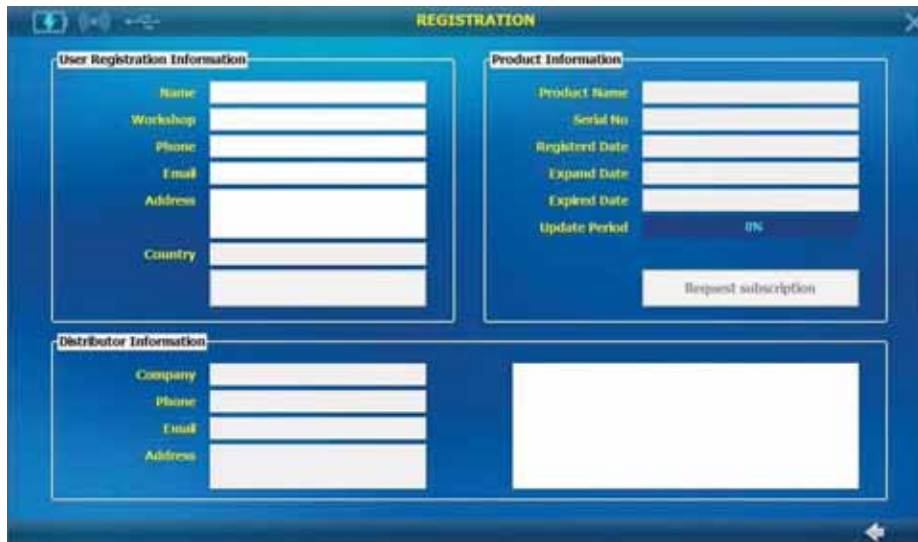 REGISTRATION
User Registration Information
Name
Workshop
Phone
Email
Address
Country
Product Information
Product Name
Serial No
Registerd Date
Expand Date
Expired Date
Update Period 0%
Request subscription
Distributor Information
Company
Phone
Email
Address